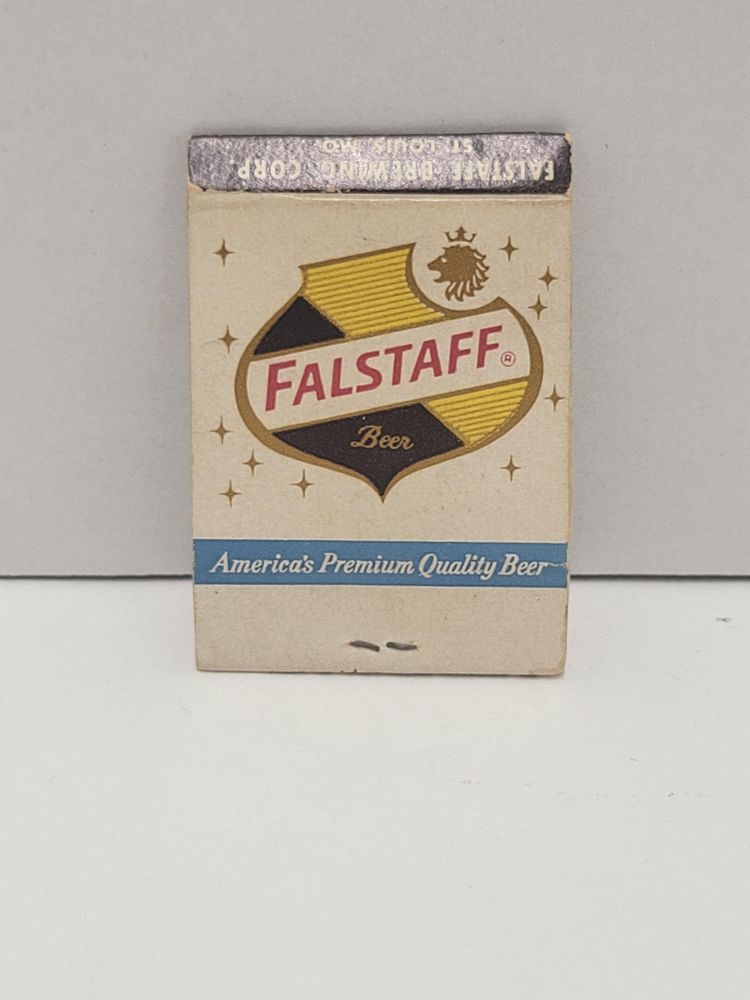 FALSTAFF BREWING CORP.
ST. LOUIS, MO.
FALSTAFF®
Beer
America's Premium Quality Beer